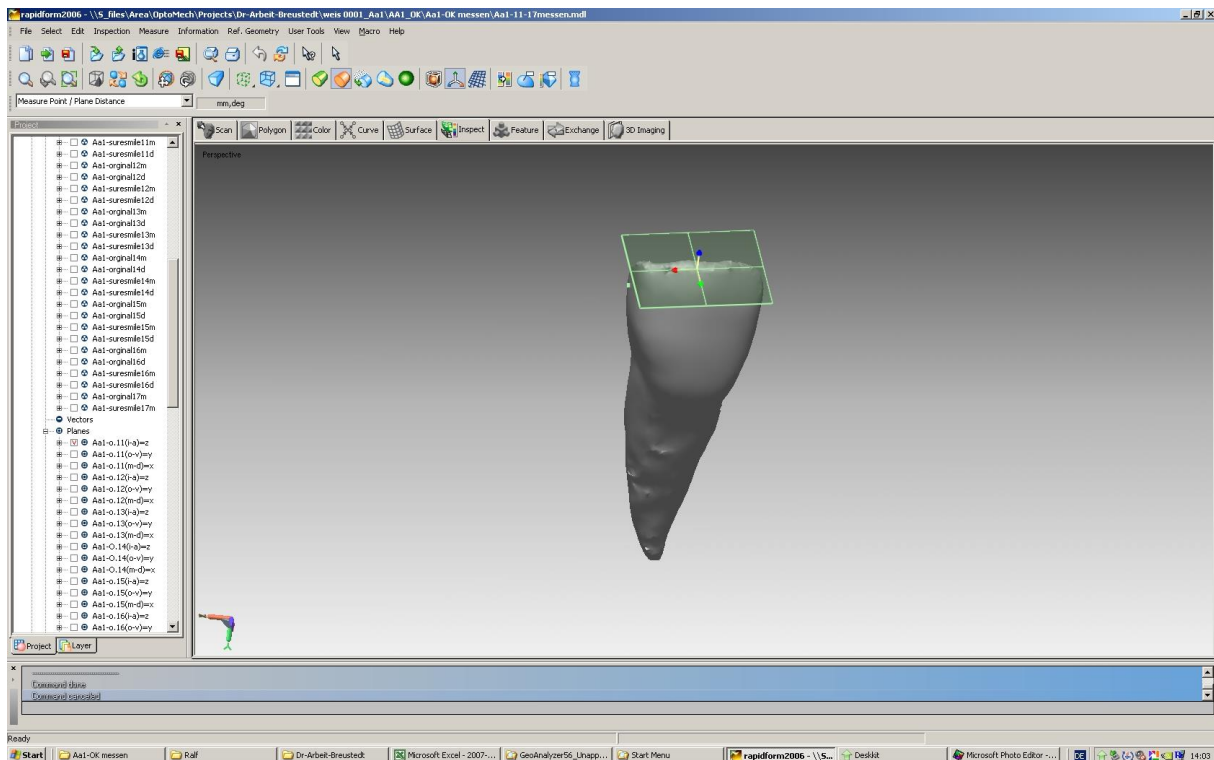 rapidform2006 - \\S_files\Area\OptoMech\Projects\Dr-Arbeit-Breustedt\weis 0001_Aa1\AA1_OK\Aa1-OK messen\Aa1-11-17messen.mdl
File Select Edit Inspection Measure Information Ref. Geometry User Tools View Macro Help
Measure Point / Plane Distance mm,deg
Project
Scan Polygon Color Curve Surface Inspect Feature Exchange 3D Imaging
Perspective
Aa1-suresmile11m
Aa1-suresmile11d
Aa1-orginal12m
Aa1-orginal12d
Aa1-suresmile12m
Aa1-suresmile12d
Aa1-orginal13m
Aa1-orginal13d
Aa1-suresmile13m
Aa1-suresmile13d
Aa1-orginal14m
Aa1-orginal14d
Aa1-suresmile14m
Aa1-suresmile14d
Aa1-orginal15m
Aa1-orginal15d
Aa1-suresmile15m
Aa1-suresmile15d
Aa1-orginal16m
Aa1-orginal16d
Aa1-suresmile16m
Aa1-suresmile16d
Aa1-orginal17m
Aa1-suresmile17m
Vectors
Planes
Aa1-o.11(i-a)=z
Aa1-o.11(o-v)=y
Aa1-o.11(m-d)=x
Aa1-o.12(i-a)=z
Aa1-o.12(o-v)=y
Aa1-o.12(m-d)=x
Aa1-o.13(i-a)=z
Aa1-o.13(o-v)=y
Aa1-o.13(m-d)=x
Aa1-O.14(i-a)=z
Aa1-O.14(o-v)=y
Aa1-O.14(m-d)=x
Aa1-o.15(i-a)=z
Aa1-o.15(o-v)=y
Aa1-o.15(m-d)=x
Aa1-o.16(i-a)=z
Aa1-o.16(o-v)=y
Project Layer
Command done
Command canceled
Ready
Start Aa1-OK messen Ralf Dr-Arbeit-Breustedt Microsoft Excel - 2007-... GeoAnalyzer56_Unapp... Start Menu rapidform2006 - \\S... Deskkit Microsoft Photo Editor -... DE 14:03